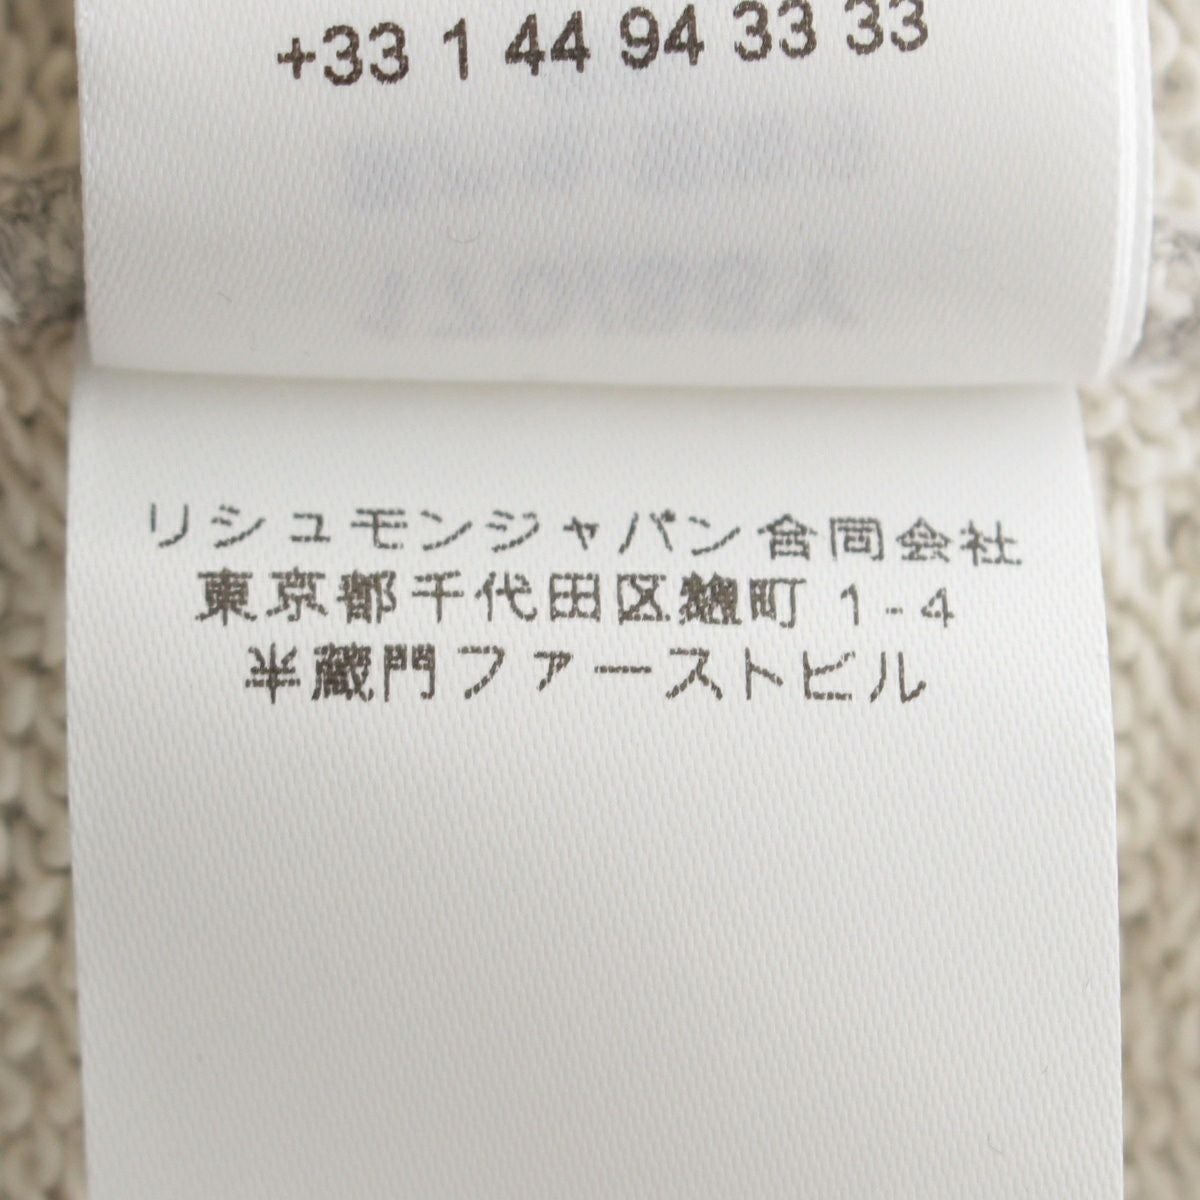 +33 1 44 94 33 33
リシュモンジャパン合同会社
東京都千代田区麹町 1-4
半蔵門ファーストビル